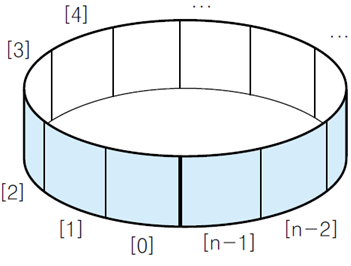 [4] ...
[3] ...
[2]
[1] [0] [n-1] [n-2]